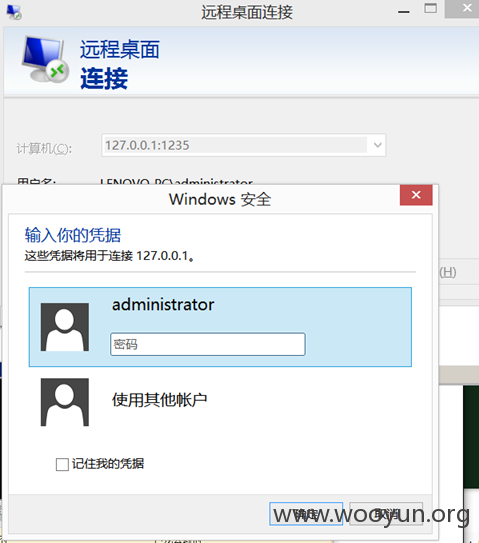 远程桌面连接
远程桌面
连接
计算机(C):
127.0.0.1:1235
用户名:
LENOVO-PC\administrator
Windows 安全
输入你的凭据
这些凭据将用于连接 127.0.0.1。
(H)
administrator
密码
使用其他帐户
记住我的凭据
确定
取消
www.wooyun.org